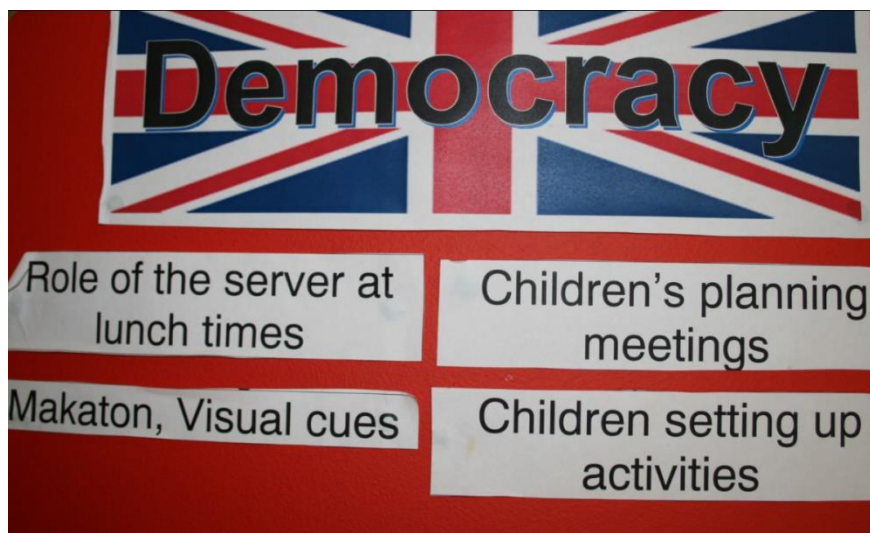 Democracy
Role of the server at
lunch times
Children's planning
meetings
Makaton, Visual cues
Children setting up
activities